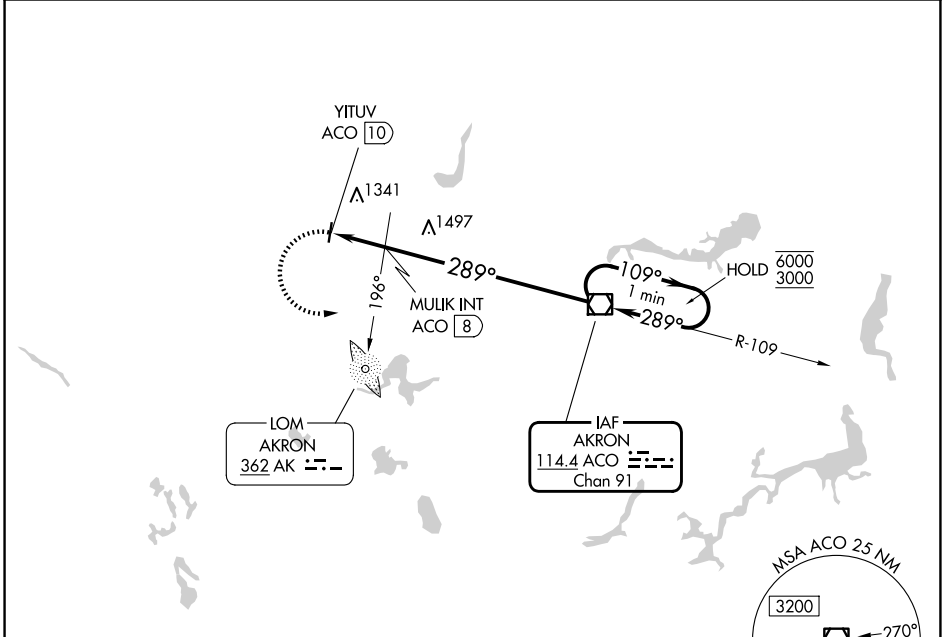 YITUV
ACO 10
1341
1497
289°
196°
MULIK INT
ACO 8
109°
1 min
289°
HOLD 6000
3000
R-109
LOM
AKRON
362 AK
IAF
AKRON
114.4 ACO
Chan 91
MSA ACO 25 NM
3200
270°